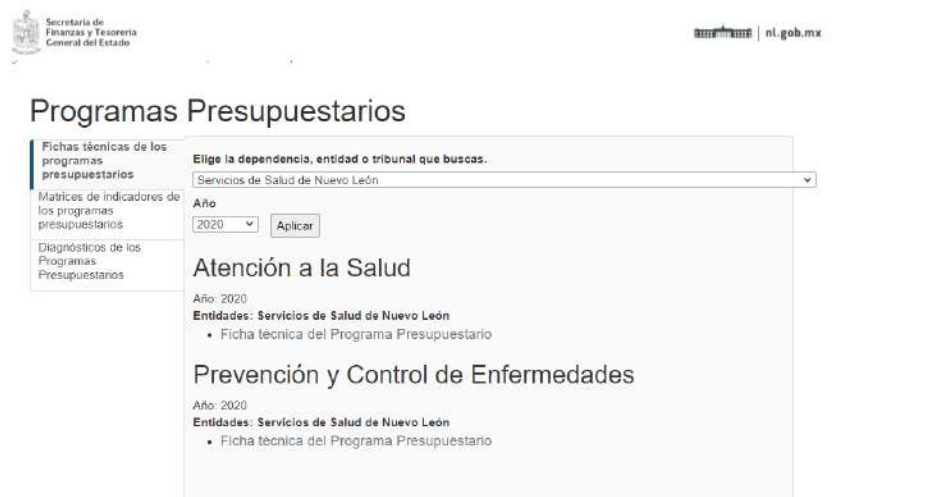 Secretaría de
Finanzas y Tesorería
General del Estado
nl.gob.mx
Programas Presupuestarios
Fichas técnicas de los
programas
presupuestarios
Matrices de indicadores de
los programas
presupuestarios
Diagnósticos de los
Programas
Presupuestarios
Elige la dependencia, entidad o tribunal que buscas.
Servicios de Salud de Nuevo León
Año
2020
Aplicar
Atención a la Salud
Año: 2020
Entidades: Servicios de Salud de Nuevo León
• Ficha técnica del Programa Presupuestario
Prevención y Control de Enfermedades
Año: 2020
Entidades: Servicios de Salud de Nuevo León
• Ficha técnica del Programa Presupuestario